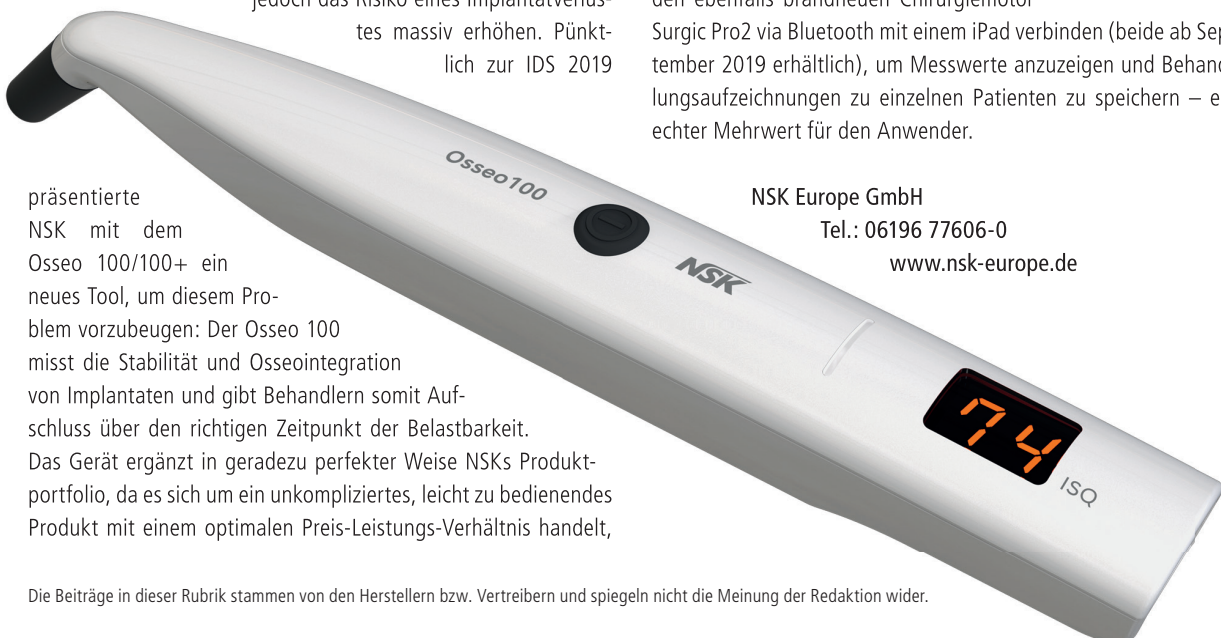 jedoch das Risiko eines Implantatverlus-
tes massiv erhöhen. Pünkt-
lich zur IDS 2019
präsentierte
NSK mit dem
Osseo 100/100+ ein
neues Tool, um diesem Pro-
blem vorzubeugen: Der Osseo 100
misst die Stabilität und Osseointegration
von Implantaten und gibt Behandlern somit Auf-
schluss über den richtigen Zeitpunkt der Belastbarkeit.
Das Gerät ergänzt in geradezu perfekter Weise NSKs Produkt-
portfolio, da es sich um ein unkompliziertes, leicht zu bedienendes
Produkt mit einem optimalen Preis-Leistungs-Verhältnis handelt,
den ebenfalls brandneuen Chirurgiemotor
Surgic Pro2 via Bluetooth mit einem iPad verbinden (beide ab Sep
tember 2019 erhältlich), um Messwerte anzuzeigen und Behand
lungsaufzeichnungen zu einzelnen Patienten zu speichern – e
echter Mehrwert für den Anwender.
NSK Europe GmbH
Tel.: 06196 77606-0
www.nsk-europe.de
Osseo100
NSK
74
ISQ
Die Beiträge in dieser Rubrik stammen von den Herstellern bzw. Vertreibern und spiegeln nicht die Meinung der Redaktion wider.